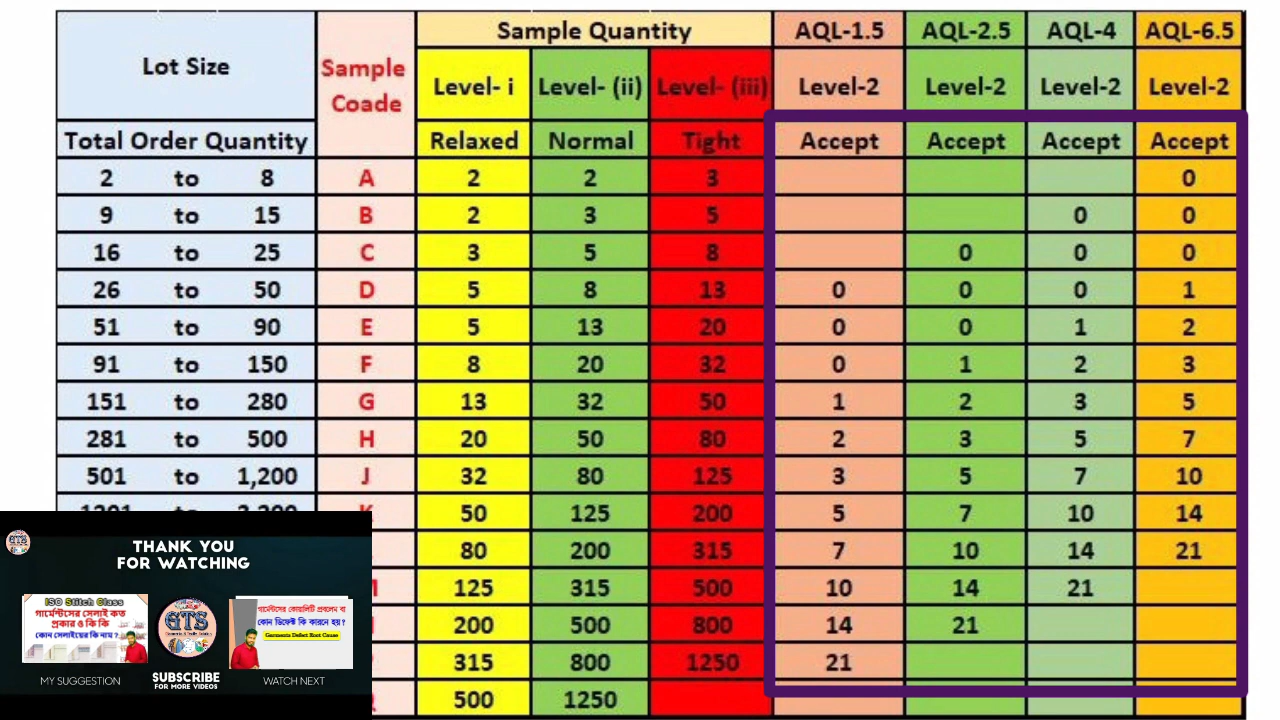 Sample Quantity AQL-1.5 AQL-2.5 AQL-4 AQL-6.5
Lot Size Sample Coade Level- i Level- (ii) Level- (iii) Level-2 Level-2 Level-2 Level-2
Total Order Quantity Relaxed Normal Tight Accept Accept Accept Accept
2 to 8 A 2 2 3 0
9 to 15 B 2 3 5 0 0
16 to 25 C 3 5 8 0 0 0
26 to 50 D 5 8 13 0 0 0 1
51 to 90 E 5 13 20 0 0 1 2
91 to 150 F 8 20 32 0 1 2 3
151 to 280 G 13 32 50 1 2 3 5
281 to 500 H 20 50 80 2 3 5 7
501 to 1,200 J 32 80 125 3 5 7 10
50 125 200 5 7 10 14
80 200 315 7 10 14 21
125 315 500 10 14 21
200 500 800 14 21
315 800 1250 21
500 1250
GTS
THANK YOU
FOR WATCHING
ISO Stitch Class
গার্মেন্টসের সেলাই কত
প্রকার ও কি কি
কোন সেলাইয়ের কি নাম ?
GTS
গার্মেন্টসের কোয়ালিটি প্রবলেম বা
কোন ডিফেক্ট কি কারনে হয় ?
Garments Defect Root Cause
MY SUGGESTION
SUBSCRIBE
FOR MORE VIDEOS
WATCH NEXT